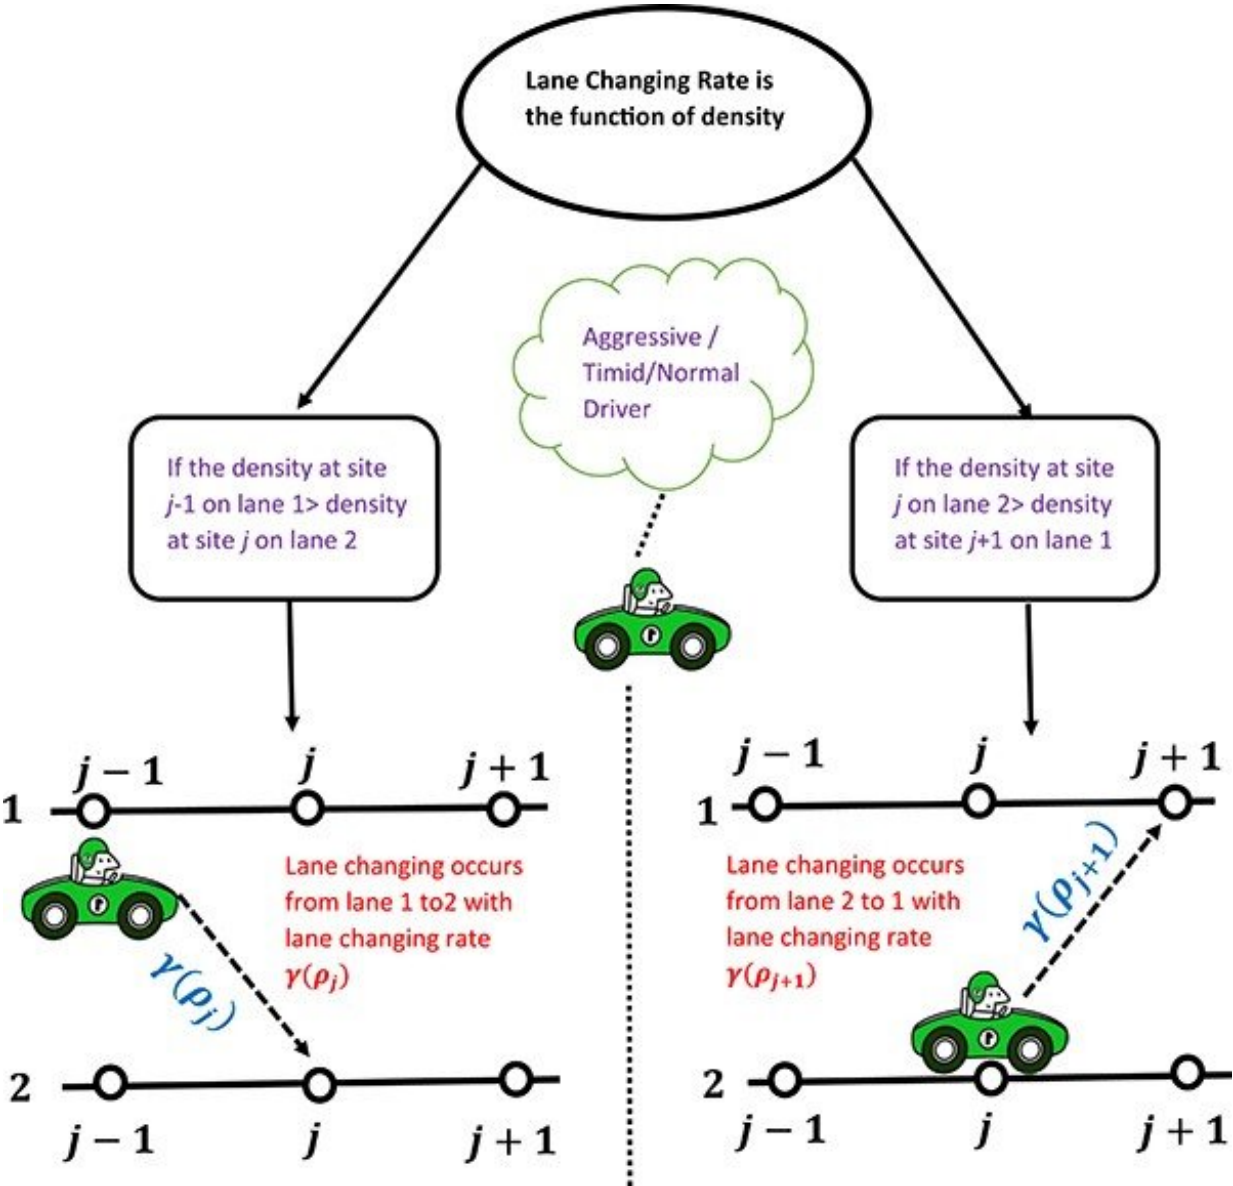 Lane Changing Rate is
the function of density
Aggressive /
Timid/Normal
Driver
If the density at site
j-1 on lane 1> density
at site j on lane 2
If the density at site
j on lane 2> density
at site j+1 on lane 1
j − 1 j j + 1
1
Lane changing occurs
from lane 1 to2 with
lane changing rate
γ(ρⱼ)
γ(ρⱼ)
2
j − 1 j j + 1
j − 1 j j + 1
1
Lane changing occurs
from lane 2 to 1 with
lane changing rate
γ(ρⱼ₊₁)
γ(ρⱼ₊₁)
2
j − 1 j j + 1